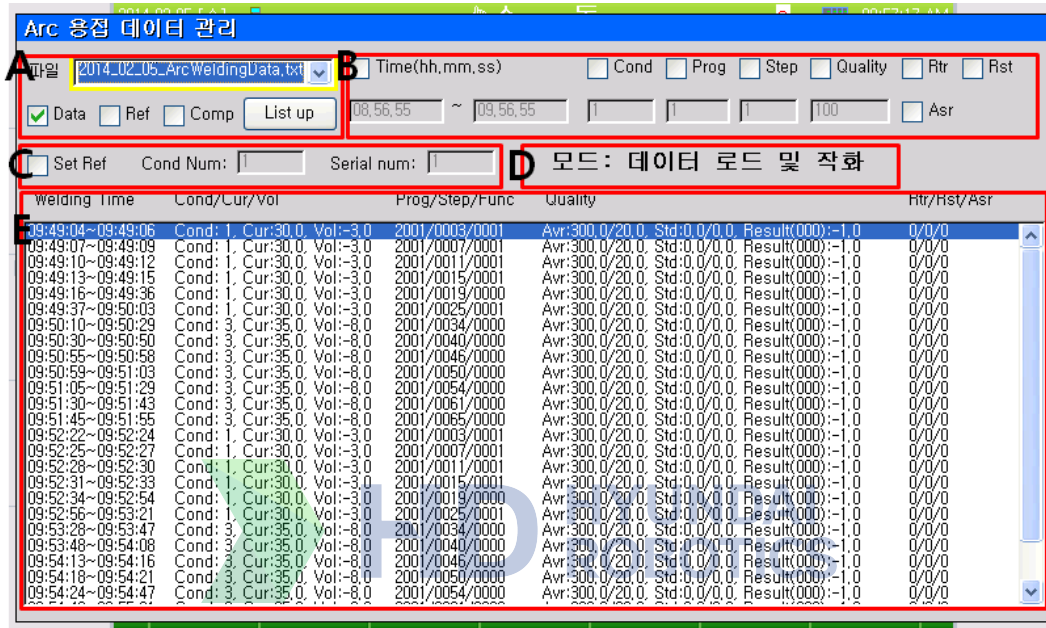 Arc 용접 데이터 관리
A 파일 2014_02_05_ArcWeldingData,txt B Time(hh,mm,ss) Cond Prog Step Quality Rtr Rst
Data Ref Comp List up 08,56,55 ~ 09,56,55 1 1 1 100 Asr
C Set Ref Cond Num: 1 Serial num: 1 D 모드: 데이터 로드 및 작화
Welding Time Cond/Cur/Vol Prog/Step/Func Quality Rtr/Rst/Asr
E
09:49:04~09:49:06 Cond: 1, Cur:30,0, Vol:-3,0 2001/0003/0001 Avr:300,0/20,0, Std:0,0/0,0, Result(000):-1,0 0/0/0
09:49:07~09:49:09 Cond: 1, Cur:30,0, Vol:-3,0 2001/0007/0001 Avr:300,0/20,0, Std:0,0/0,0, Result(000):-1,0 0/0/0
09:49:10~09:49:12 Cond: 1, Cur:30,0, Vol:-3,0 2001/0011/0001 Avr:300,0/20,0, Std:0,0/0,0, Result(000):-1,0 0/0/0
09:49:13~09:49:15 Cond: 1, Cur:30,0, Vol:-3,0 2001/0015/0001 Avr:300,0/20,0, Std:0,0/0,0, Result(000):-1,0 0/0/0
09:49:16~09:49:36 Cond: 1, Cur:30,0, Vol:-3,0 2001/0019/0000 Avr:300,0/20,0, Std:0,0/0,0, Result(000):-1,0 0/0/0
09:49:37~09:50:03 Cond: 1, Cur:30,0, Vol:-3,0 2001/0025/0001 Avr:300,0/20,0, Std:0,0/0,0, Result(000):-1,0 0/0/0
09:50:10~09:50:29 Cond: 3, Cur:35,0, Vol:-8,0 2001/0034/0000 Avr:300,0/20,0, Std:0,0/0,0, Result(000):-1,0 0/0/0
09:50:30~09:50:50 Cond: 3, Cur:35,0, Vol:-8,0 2001/0040/0000 Avr:300,0/20,0, Std:0,0/0,0, Result(000):-1,0 0/0/0
09:50:55~09:50:58 Cond: 3, Cur:35,0, Vol:-8,0 2001/0046/0000 Avr:300,0/20,0, Std:0,0/0,0, Result(000):-1,0 0/0/0
09:50:59~09:51:03 Cond: 3, Cur:35,0, Vol:-8,0 2001/0050/0000 Avr:300,0/20,0, Std:0,0/0,0, Result(000):-1,0 0/0/0
09:51:05~09:51:29 Cond: 3, Cur:35,0, Vol:-8,0 2001/0054/0000 Avr:300,0/20,0, Std:0,0/0,0, Result(000):-1,0 0/0/0
09:51:30~09:51:43 Cond: 3, Cur:35,0, Vol:-8,0 2001/0061/0000 Avr:300,0/20,0, Std:0,0/0,0, Result(000):-1,0 0/0/0
09:51:45~09:51:55 Cond: 3, Cur:35,0, Vol:-8,0 2001/0065/0000 Avr:300,0/20,0, Std:0,0/0,0, Result(000):-1,0 0/0/0
09:52:22~09:52:24 Cond: 1, Cur:30,0, Vol:-3,0 2001/0003/0001 Avr:300,0/20,0, Std:0,0/0,0, Result(000):-1,0 0/0/0
09:52:25~09:52:27 Cond: 1, Cur:30,0, Vol:-3,0 2001/0007/0001 Avr:300,0/20,0, Std:0,0/0,0, Result(000):-1,0 0/0/0
09:52:28~09:52:30 Cond: 1, Cur:30,0, Vol:-3,0 2001/0011/0001 Avr:300,0/20,0, Std:0,0/0,0, Result(000):-1,0 0/0/0
09:52:31~09:52:33 Cond: 1, Cur:30,0, Vol:-3,0 2001/0015/0001 Avr:300,0/20,0, Std:0,0/0,0, Result(000):-1,0 0/0/0
09:52:34~09:52:54 Cond: 1, Cur:30,0, Vol:-3,0 2001/0019/0000 Avr:300,0/20,0, Std:0,0/0,0, Result(000):-1,0 0/0/0
09:52:56~09:53:21 Cond: 1, Cur:30,0, Vol:-3,0 2001/0025/0001 Avr:300,0/20,0, Std:0,0/0,0, Result(000):-1,0 0/0/0
09:53:28~09:53:47 Cond: 3, Cur:35,0, Vol:-8,0 2001/0034/0000 Avr:300,0/20,0, Std:0,0/0,0, Result(000):-1,0 0/0/0
09:53:48~09:54:08 Cond: 3, Cur:35,0, Vol:-8,0 2001/0040/0000 Avr:300,0/20,0, Std:0,0/0,0, Result(000):-1,0 0/0/0
09:54:13~09:54:16 Cond: 3, Cur:35,0, Vol:-8,0 2001/0046/0000 Avr:300,0/20,0, Std:0,0/0,0, Result(000):-1,0 0/0/0
09:54:18~09:54:21 Cond: 3, Cur:35,0, Vol:-8,0 2001/0050/0000 Avr:300,0/20,0, Std:0,0/0,0, Result(000):-1,0 0/0/0
09:54:24~09:54:47 Cond: 3, Cur:35,0, Vol:-8,0 2001/0054/0000 Avr:300,0/20,0, Std:0,0/0,0, Result(000):-1,0 0/0/0
HD HYUNDAI
ROBOTICS